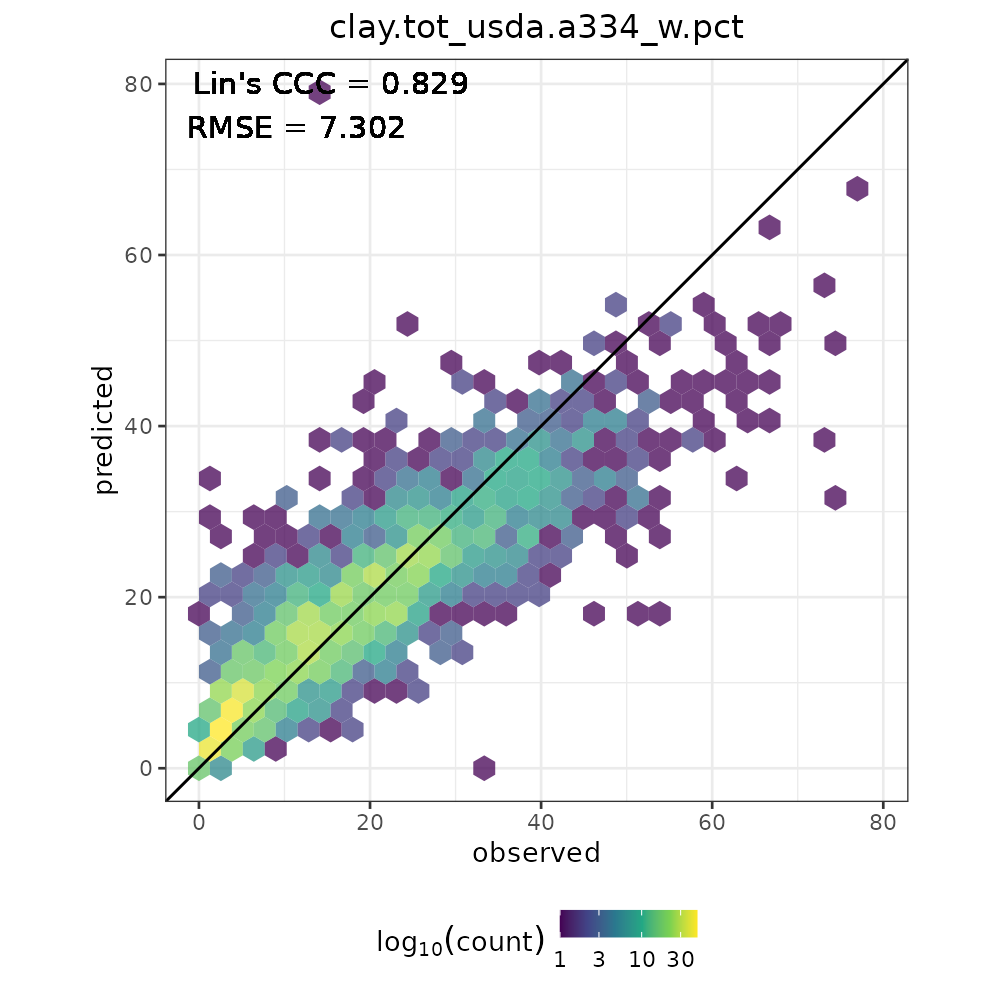 clay.tot_usda.a334_w.pct
Lin's CCC = 0.829
RMSE = 7.302
80
60
40
20
0
predicted
0 20 40 60 80
observed
log10(count)
1 3 10 30